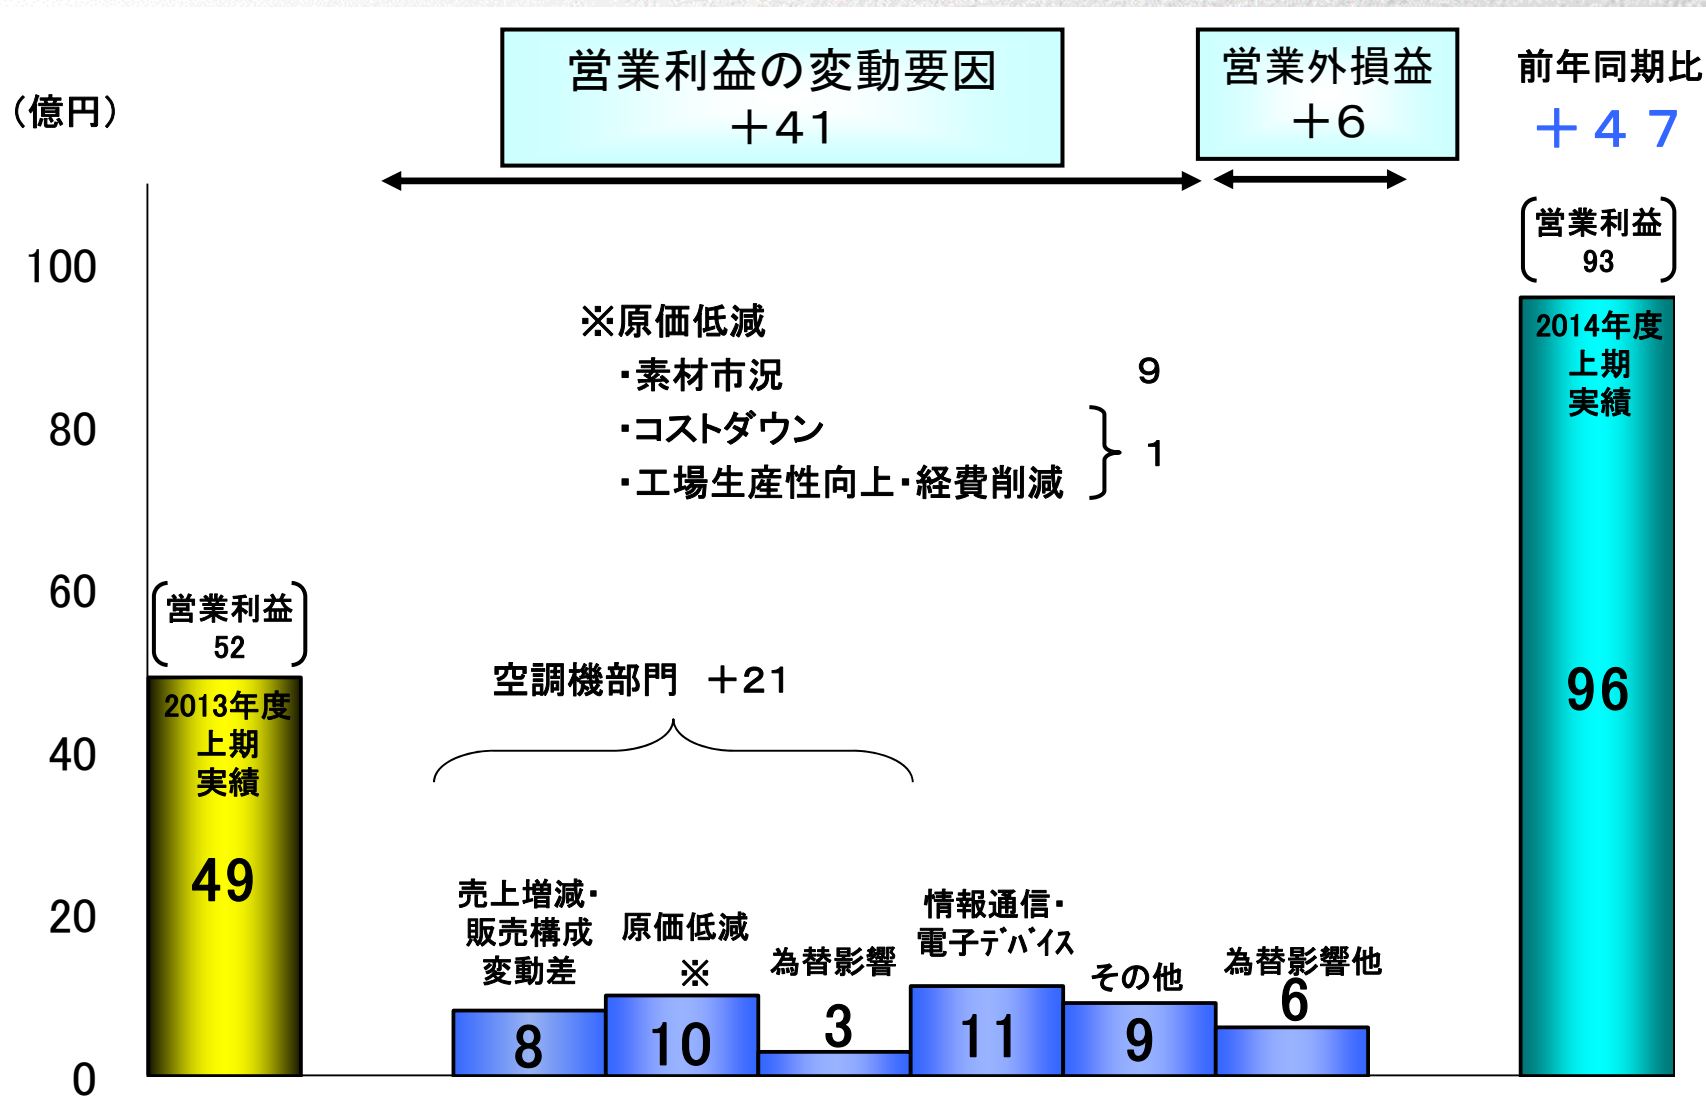 営業利益の変動要因
＋41
営業外損益
＋6
前年同期比
＋４７
（億円）
営業利益
93
100
80
60
40
20
0
※原価低減
・素材市況 9
・コストダウン
・工場生産性向上・経費削減
1
2014年度
上期
実績
96
営業利益
52
2013年度
上期
実績
49
空調機部門 ＋21
売上増減・
販売構成
変動差
8
原価低減
※
10
為替影響
3
情報通信・
電子ﾃﾞﾊﾞｲｽ
11
その他
9
為替影響他
6